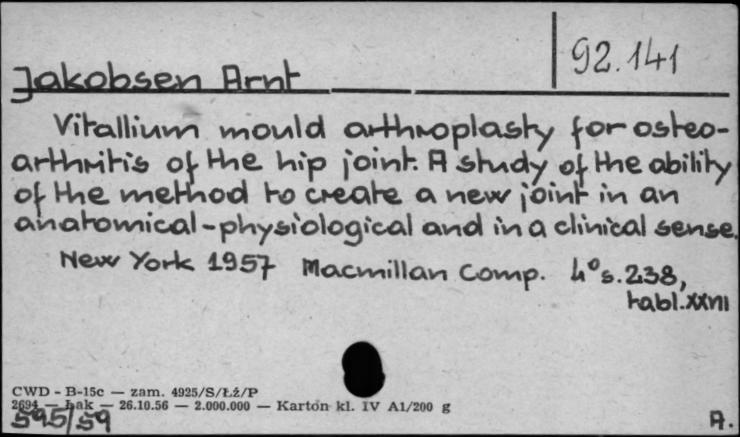 92.141
Jakobsen Arnt
Vitallium mould arthroplasty for osteo-
arthritis of the hip joint. A study of the ability
of the method to create a new joint in an
anatomical-physiological and in a clinical sense.
New York 1957 Macmillan Comp. 4° s. 238,
tabl. XXVII
CWD - B-15c — zam. 4925/S/Łź/P
2694 — Łak — 26.10.56 — 2.000.000 — Karton kl. IV A1/200 g
595/59
A.